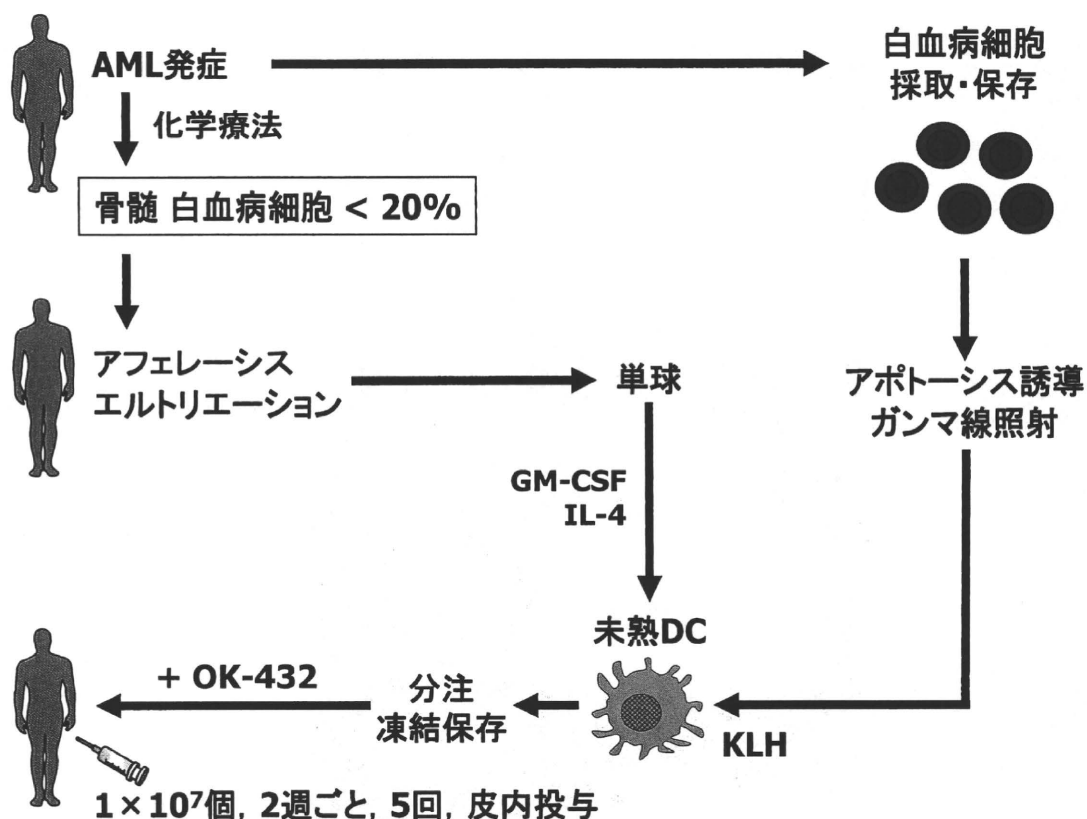 AML発症
白血病細胞
採取・保存
化学療法
骨髄 白血病細胞 < 20%
アフェレーシス
エルトリエーション
単球
アポトーシス誘導
ガンマ線照射
GM-CSF
IL-4
未熟DC
+ OK-432
分注
凍結保存
KLH
1×10⁷個, 2週ごと, 5回, 皮内投与